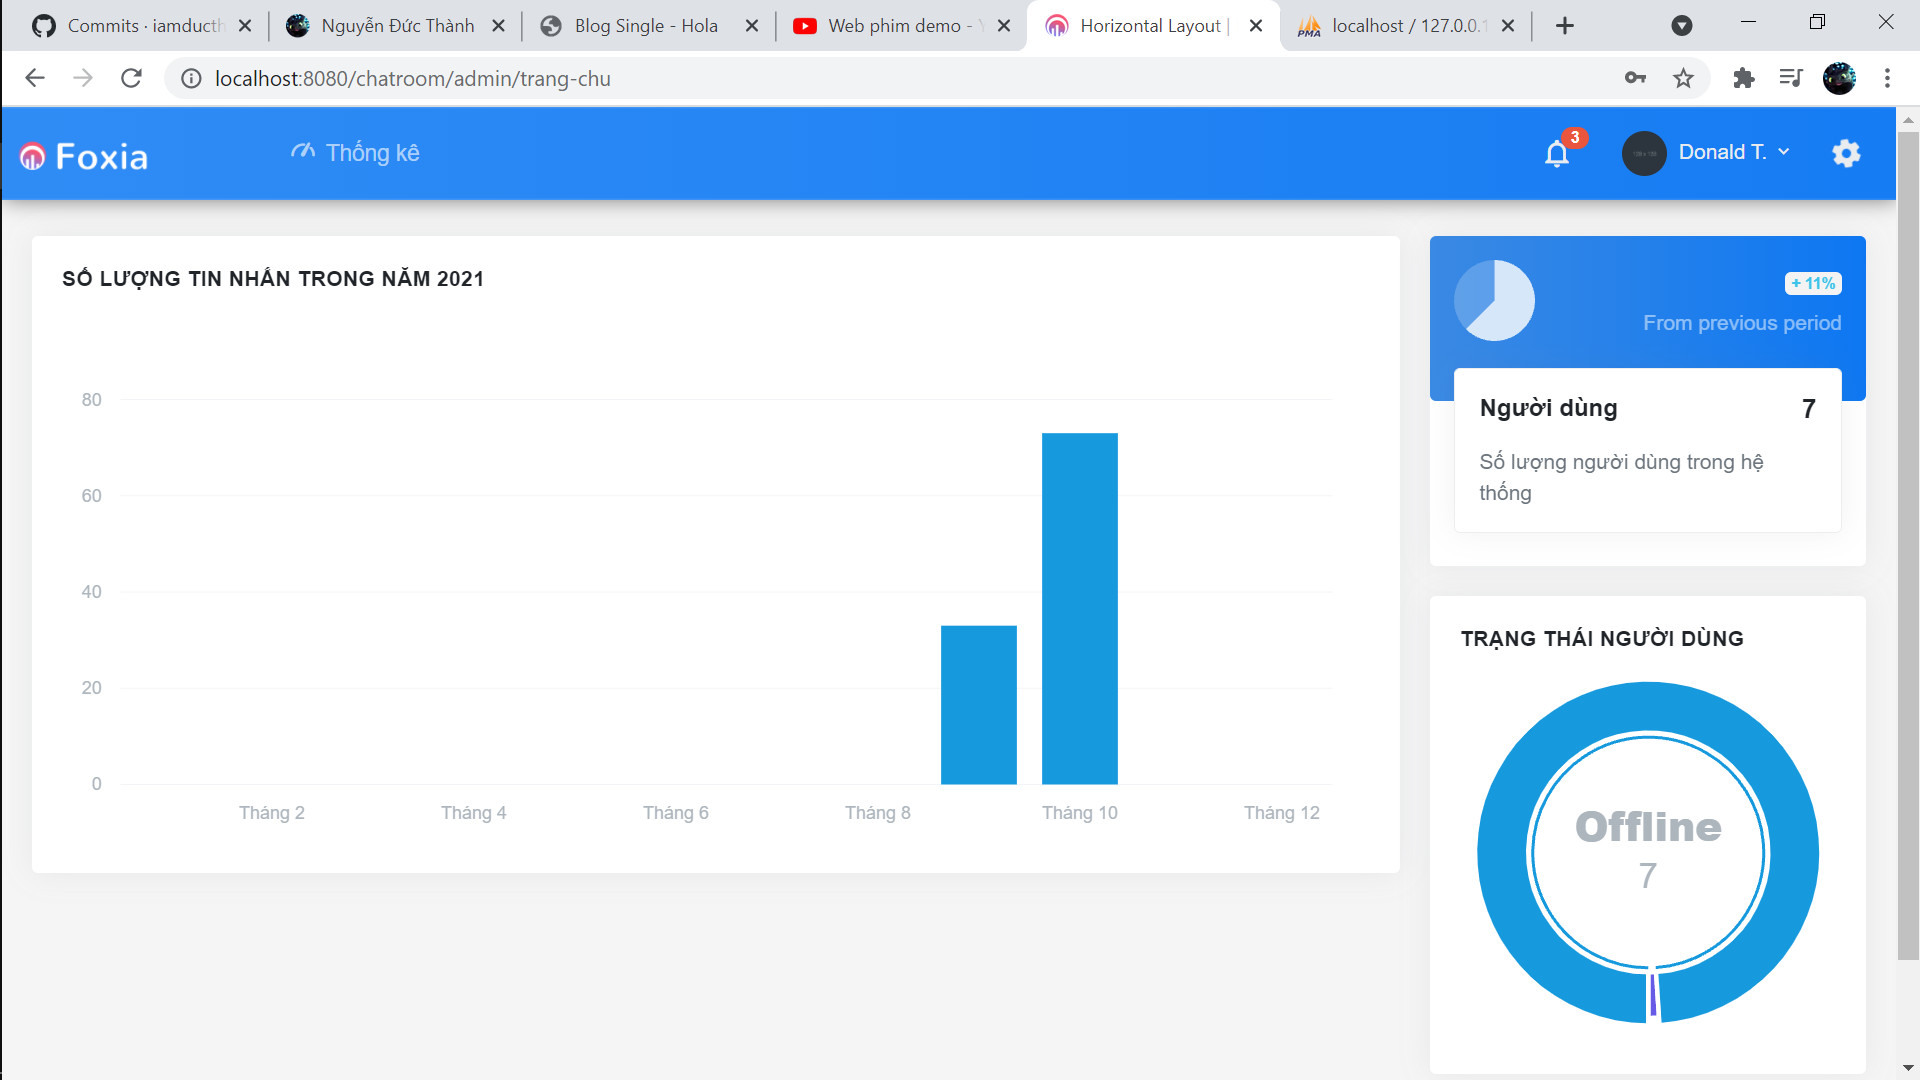 Commits · iamducth
Nguyễn Đức Thành
Blog Single - Hola
Web phim demo -
Horizontal Layout |
localhost / 127.0.0.1
localhost:8080/chatroom/admin/trang-chu
Foxia
Thống kê
3
Donald T.
SỐ LƯỢNG TIN NHẮN TRONG NĂM 2021
80
60
40
20
0
Tháng 2
Tháng 4
Tháng 6
Tháng 8
Tháng 10
Tháng 12
+ 11%
From previous period
Người dùng
7
Số lượng người dùng trong hệ
thống
TRẠNG THÁI NGƯỜI DÙNG
Offline
7